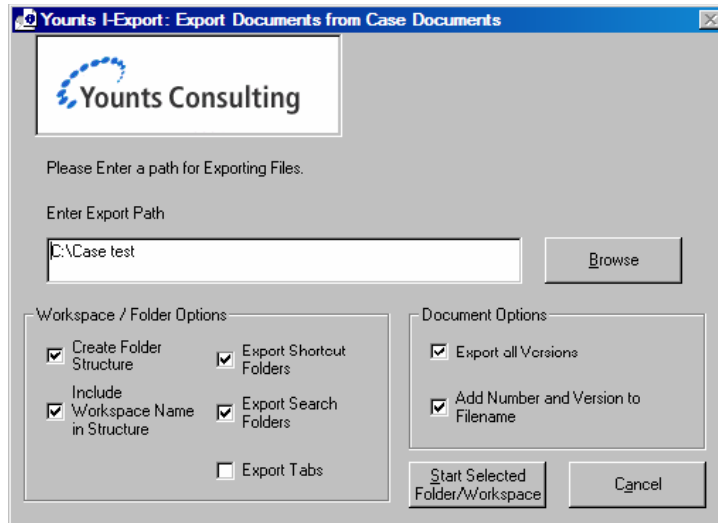 Younts I-Export: Export Documents from Case Documents
Younts Consulting
Please Enter a path for Exporting Files.
Enter Export Path
C:\Case test
Browse
Workspace / Folder Options
Create Folder
Structure
Include
Workspace Name
in Structure
Export Shortcut
Folders
Export Search
Folders
Export Tabs
Document Options
Export all Versions
Add Number and Version to
Filename
Start Selected
Folder/Workspace
Cancel